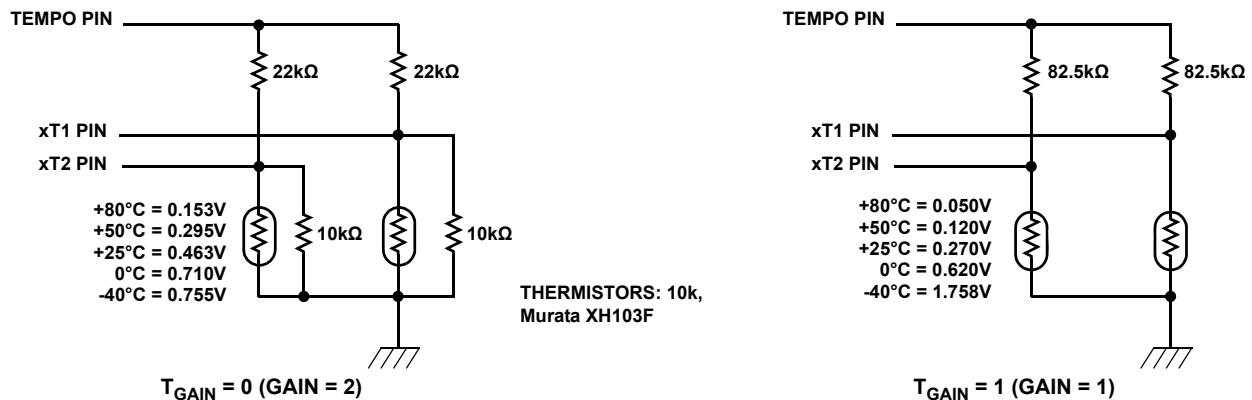 TEMPO PIN
22kΩ
22kΩ
xT1 PIN
xT2 PIN
+80°C = 0.153V
+50°C = 0.295V
+25°C = 0.463V
0°C = 0.710V
-40°C = 0.755V
10kΩ
10kΩ
THERMISTORS: 10k,
Murata XH103F
TGAIN = 0 (GAIN = 2)
TEMPO PIN
82.5kΩ
82.5kΩ
xT1 PIN
xT2 PIN
+80°C = 0.050V
+50°C = 0.120V
+25°C = 0.270V
0°C = 0.620V
-40°C = 1.758V
TGAIN = 1 (GAIN = 1)